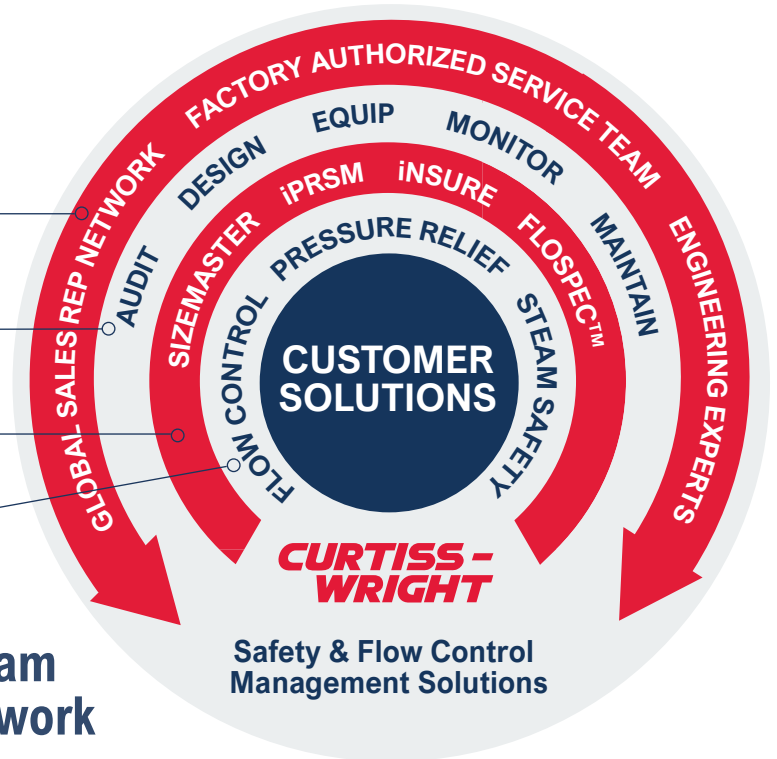 GLOBAL SALES REP NETWORK
FACTORY AUTHORIZED SERVICE TEAM
ENGINEERING EXPERTS
AUDIT
DESIGN
EQUIP
MONITOR
MAINTAIN
SIZEMASTER
iPRSM
iNSURE
FLOSPEC™
FLOW CONTROL
PRESSURE RELIEF
STEAM SAFETY
CUSTOMER
SOLUTIONS
CURTISS-
WRIGHT
Safety & Flow Control
Management Solutions
am
work